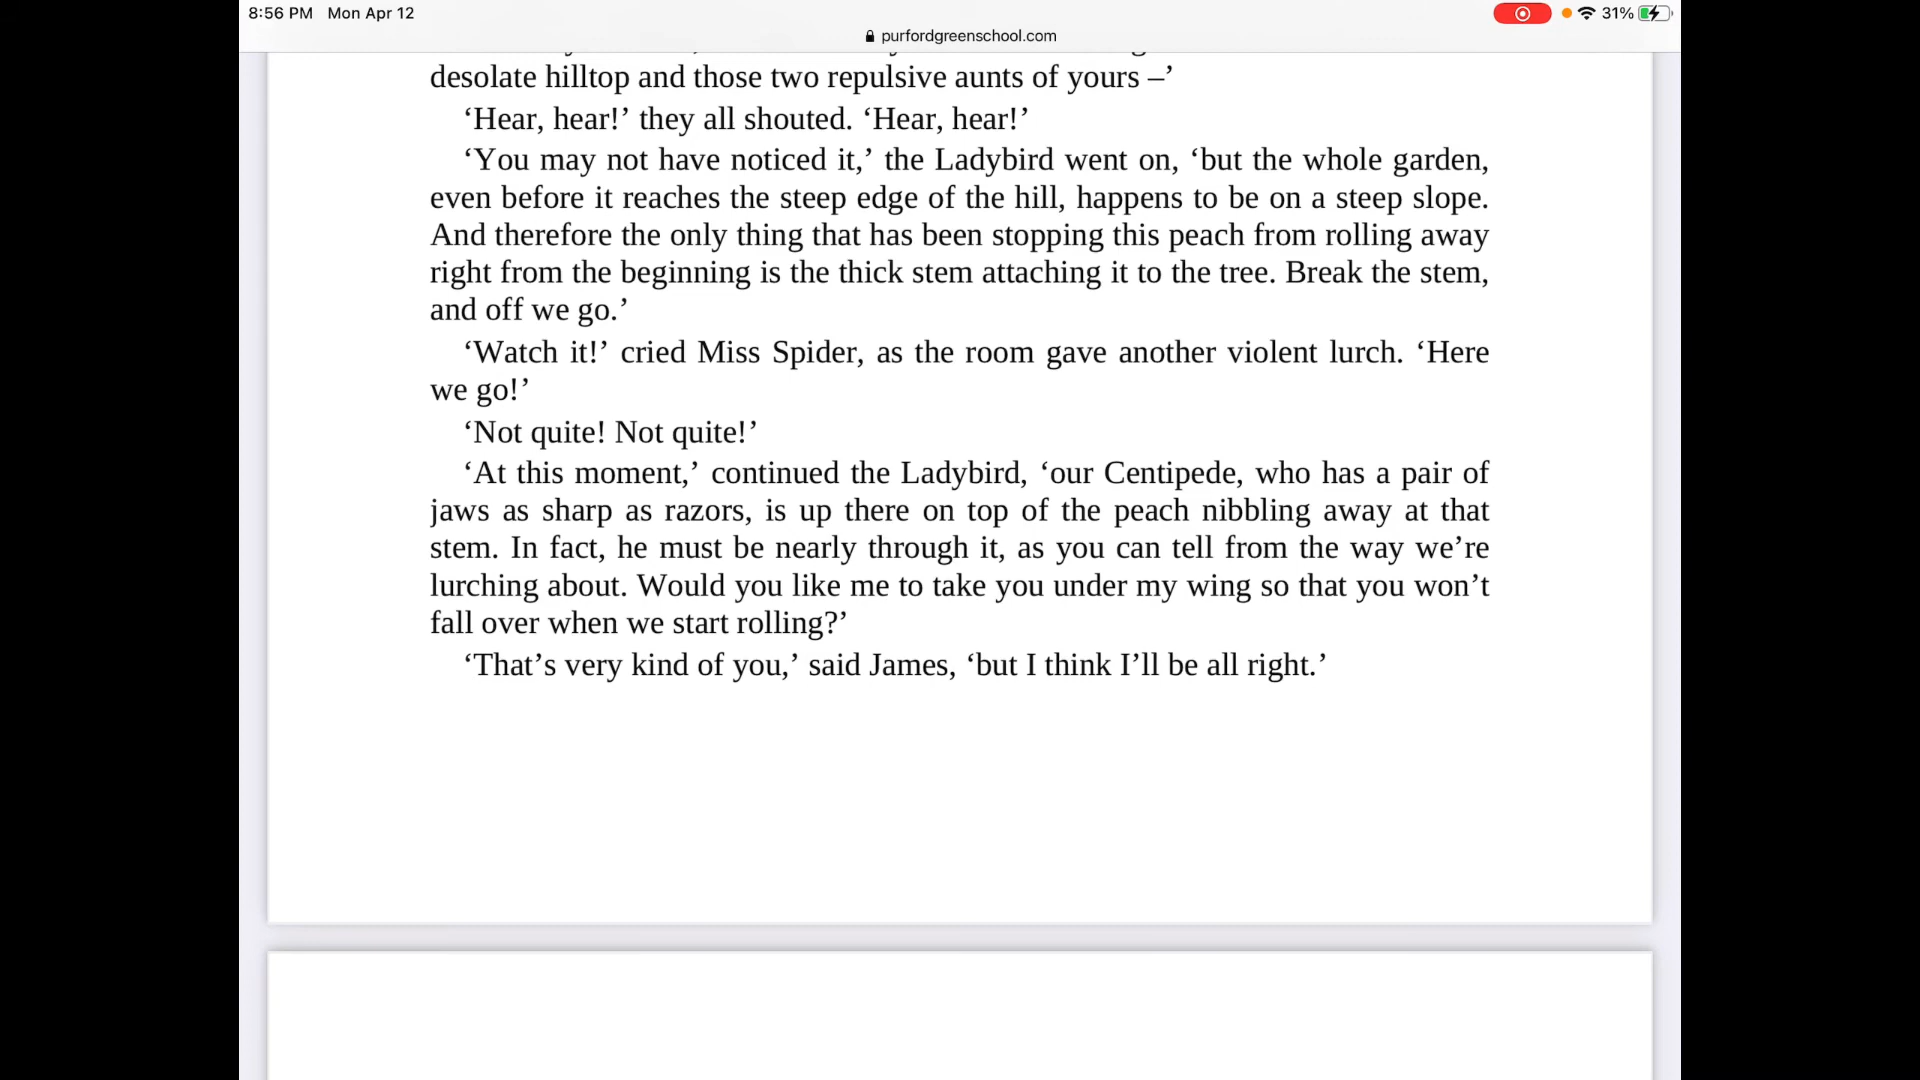 8:56 PM Mon Apr 12
31%
purfordgreenschool.com
desolate hilltop and those two repulsive aunts of yours –’
‘Hear, hear!’ they all shouted. ‘Hear, hear!’
‘You may not have noticed it,’ the Ladybird went on, ‘but the whole garden,
even before it reaches the steep edge of the hill, happens to be on a steep slope.
And therefore the only thing that has been stopping this peach from rolling away
right from the beginning is the thick stem attaching it to the tree. Break the stem,
and off we go.’
‘Watch it!’ cried Miss Spider, as the room gave another violent lurch. ‘Here
we go!’
‘Not quite! Not quite!’
‘At this moment,’ continued the Ladybird, ‘our Centipede, who has a pair of
jaws as sharp as razors, is up there on top of the peach nibbling away at that
stem. In fact, he must be nearly through it, as you can tell from the way we’re
lurching about. Would you like me to take you under my wing so that you won’t
fall over when we start rolling?’
‘That’s very kind of you,’ said James, ‘but I think I’ll be all right.’